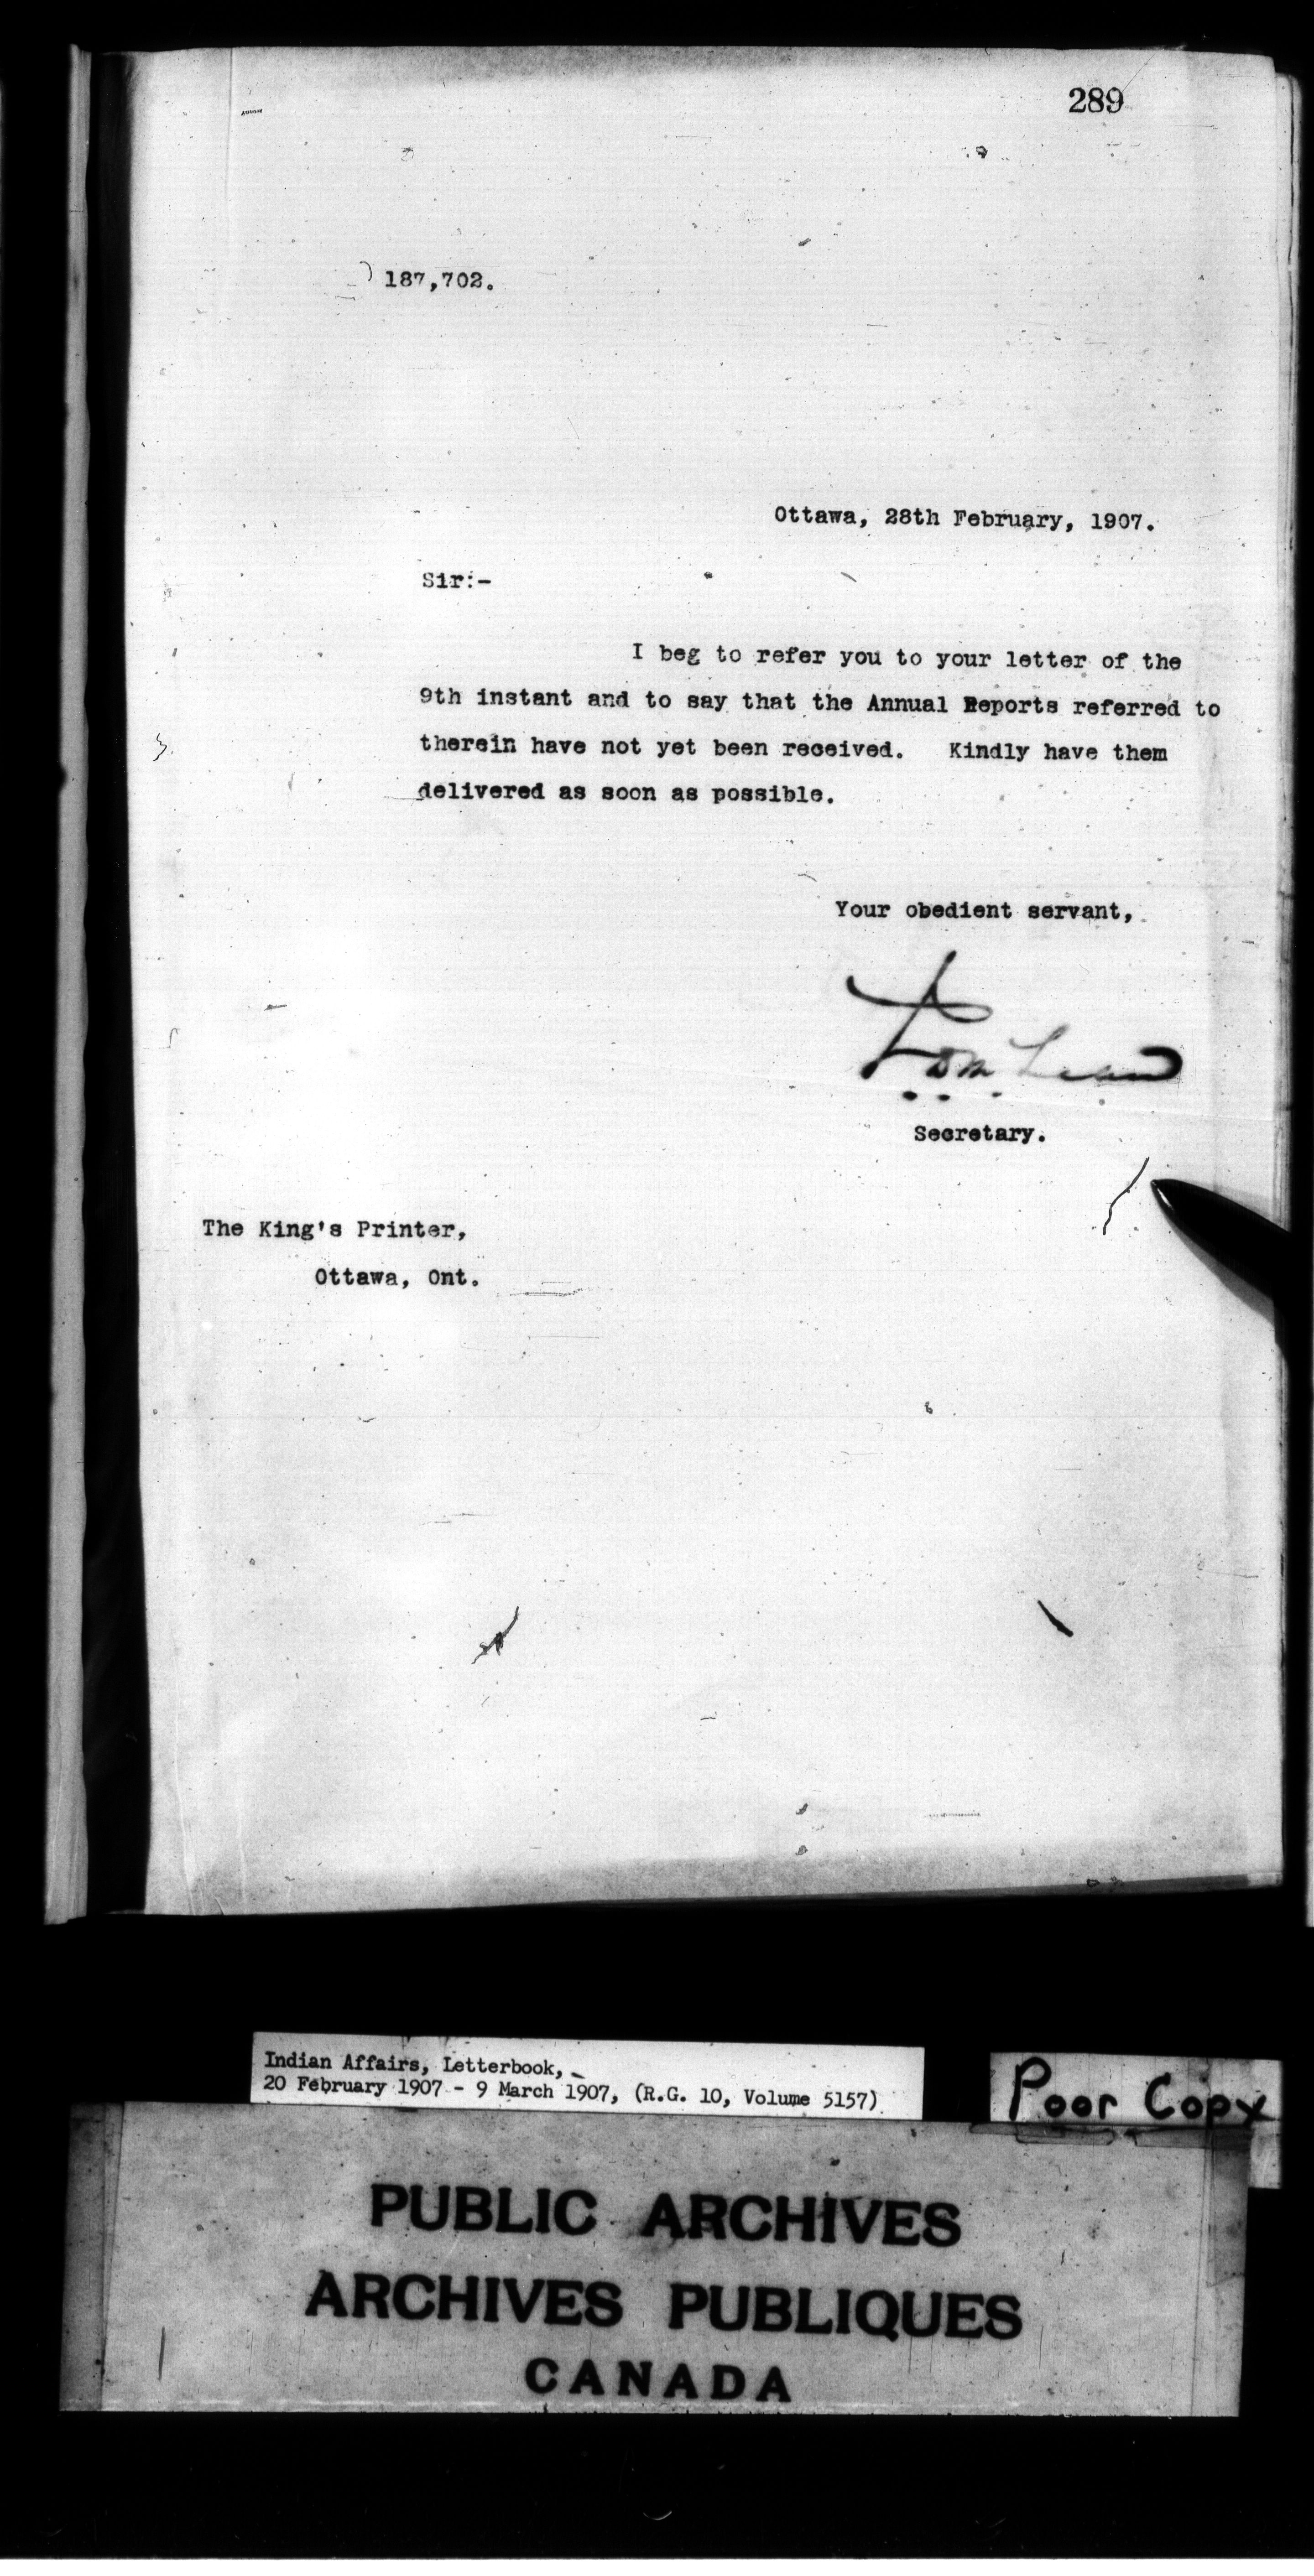 289
187,702.
Ottawa, 28th February, 1907.
Sir:-
I beg to refer you to your letter of the
9th instant and to say that the Annual Reports referred to
therein have not yet been received. Kindly have them
delivered as soon as possible.
Your obedient servant,
Secretary.
The King's Printer,
Ottawa, Ont.
Indian Affairs, Letterbook,
20 February 1907 - 9 March 1907, (R.G. 10, Volume 5157)
Poor Copy
PUBLIC ARCHIVES
ARCHIVES PUBLIQUES
CANADA